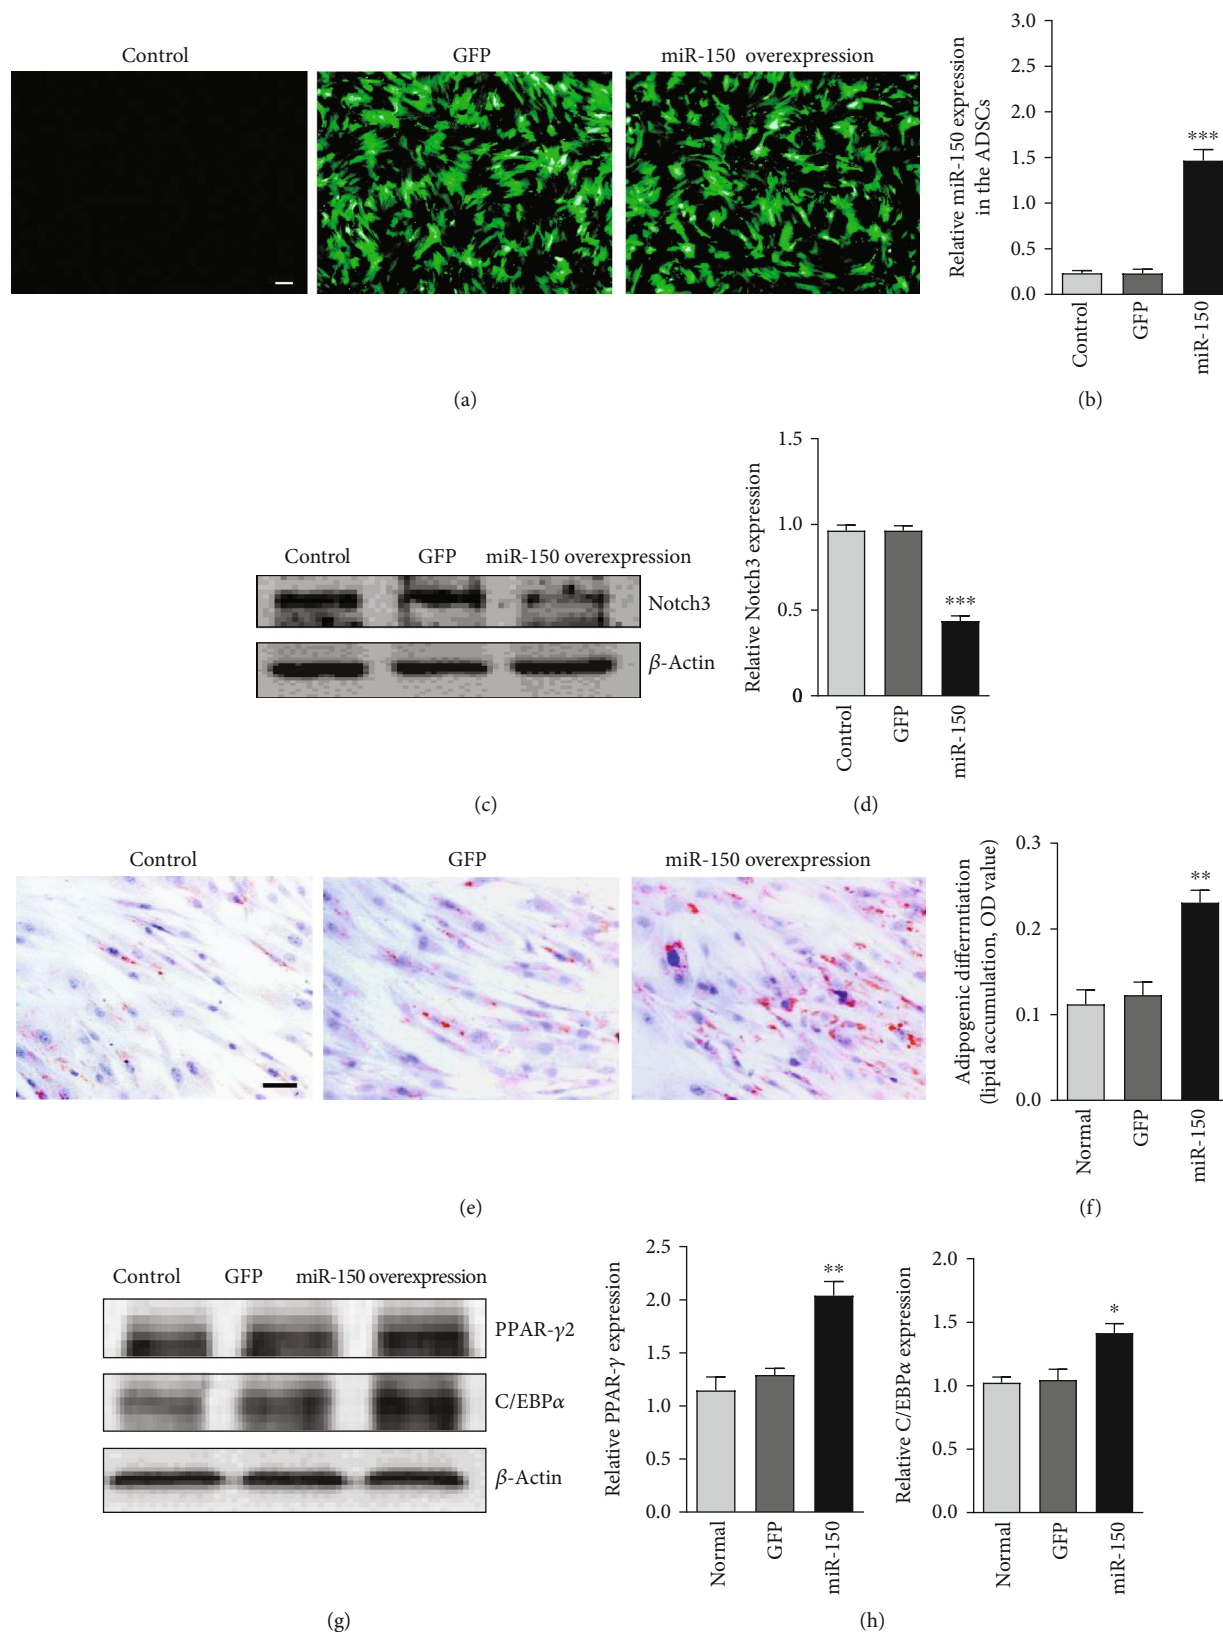 Control
GFP
miR-150 overexpression
Relative miR-150 expression
in the ADSCs
3.0
2.5
2.0
1.5
1.0
0.5
0.0
***
Control
GFP
miR-150
(a)
(b)
Control
GFP
miR-150 overexpression
Notch3
β-Actin
Relative Notch3 expression
1.5
1.0
0.5
0
***
Control
GFP
miR-150
(c)
(d)
Control
GFP
miR-150 overexpression
Adipogenic differrntiation
(lipid accumulation, OD value)
0.3
0.2
0.1
0.0
**
Normal
GFP
miR-150
(e)
(f)
Control
GFP
miR-150 overexpression
PPAR-γ2
C/EBPα
β-Actin
Relative PPAR-γ expression
2.5
2.0
1.5
1.0
0.5
0.0
**
Normal
GFP
miR-150
Relative C/EBPα expression
2.0
1.5
1.0
0.5
0.0
*
Normal
GFP
miR-150
(g)
(h)